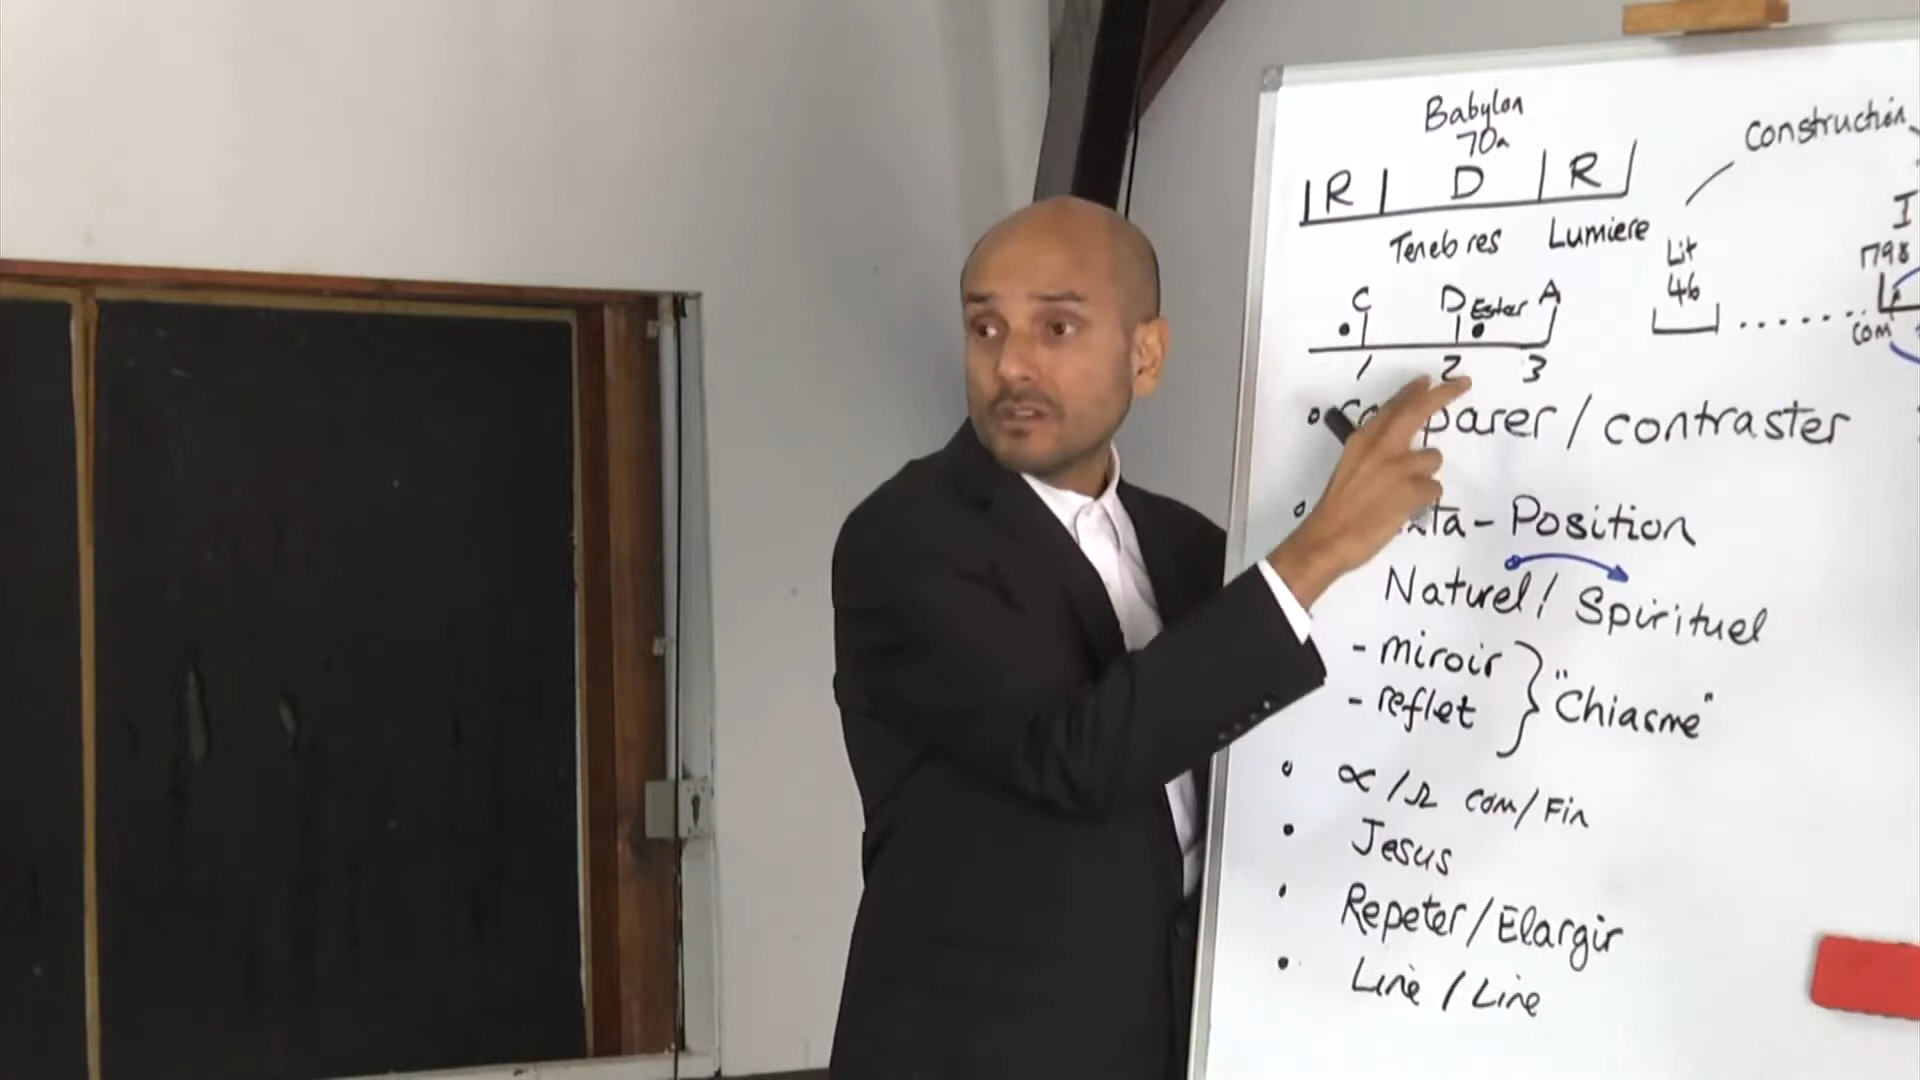 Babylon
70a
R D R
Tenebres Lumiere
C D Ester A
1 2 3
comparer / contraster
Position
Naturel / Spirituel
- miroir
- reflet
"Chiasme"
∝ / Ω com / Fin
Jesus
Repeter / Elargir
Line / Line
Construction
Lit
46
I
1798
com